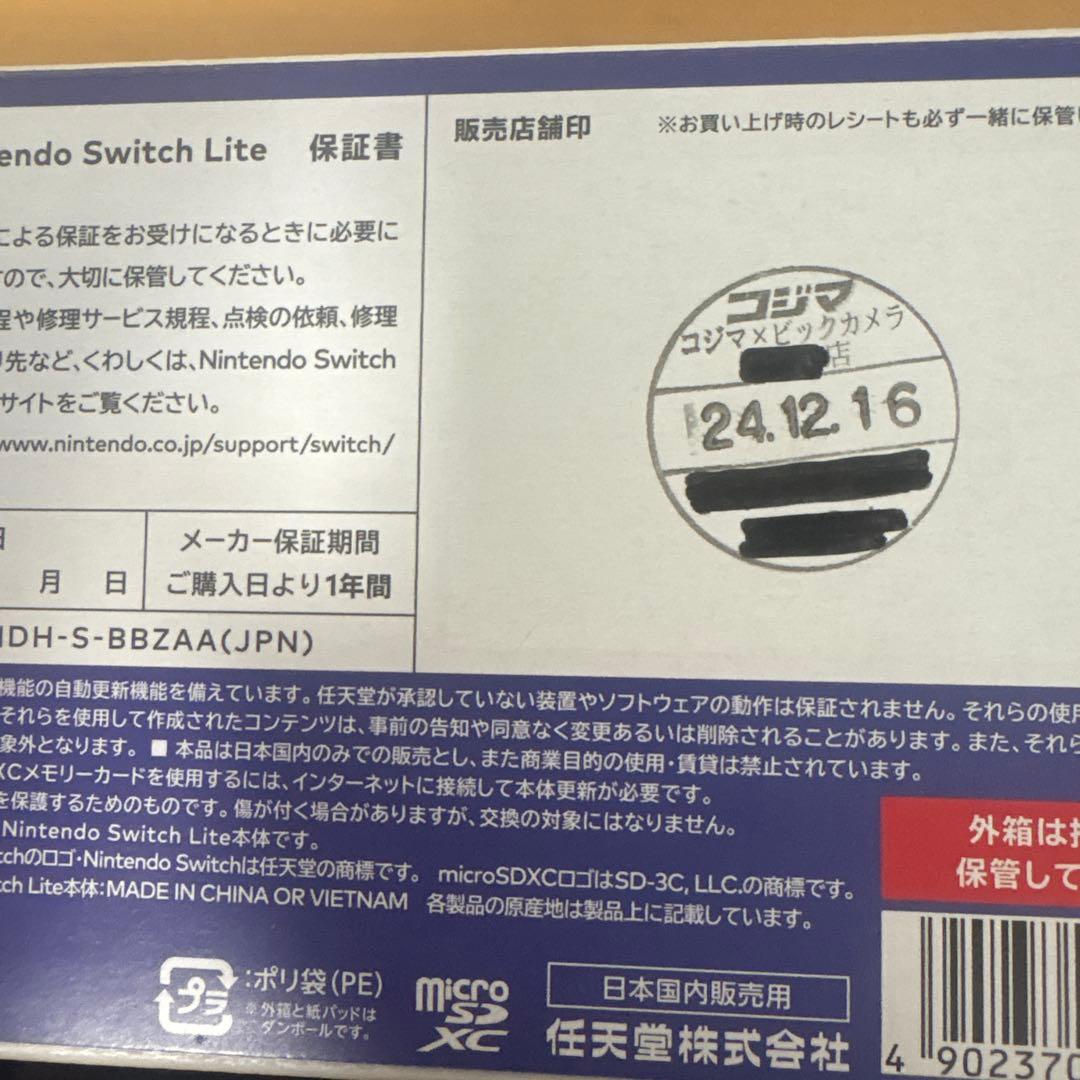 Nintendo Switch Lite 保証書
による保証をお受けになるときに必要に
ので、大切に保管してください。
程や修理サービス規程、点検の依頼、修理
先など、くわしくは、Nintendo Switch
サイトをご覧ください。
www.nintendo.co.jp/support/switch/
日
月 日
メーカー保証期間
ご購入日より1年間
HDH-S-BBZAA(JPN)
販売店舗印
※お買い上げ時のレシートも必ず一緒に保管し
コジマ
コジマ×ビックカメラ
店
'24.12.16
機能の自動更新機能を備えています。任天堂が承認していない装置やソフトウェアの動作は保証されません。それらの使用
それらを使用して作成されたコンテンツは、事前の告知や同意なく変更あるいは削除されることがあります。また、それら
象外となります。 ■ 本品は日本国内のみでの販売とし、また商業目的の使用・賃貸は禁止されています。
XCメモリーカードを使用するには、インターネットに接続して本体更新が必要です。
を保護するためのものです。傷が付く場合がありますが、交換の対象にはなりません。
Nintendo Switch Lite本体です。
tchのロゴ・Nintendo Switchは任天堂の商標です。 microSDXCロゴはSD-3C, LLC.の商標です。
tch Lite本体:MADE IN CHINA OR VIETNAM 各製品の原産地は製品上に記載しています。
外箱は
保管して
プラ
:ポリ袋(PE)
※外箱と紙パッドは
ダンボールです。
micro
SD
XC
日本国内販売用
任天堂株式会社
4 902370